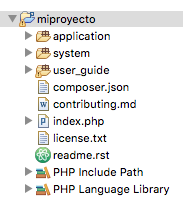 miproyecto
application
system
user_guide
composer.json
contributing.md
index.php
license.txt
readme.rst
PHP Include Path
PHP Language Library